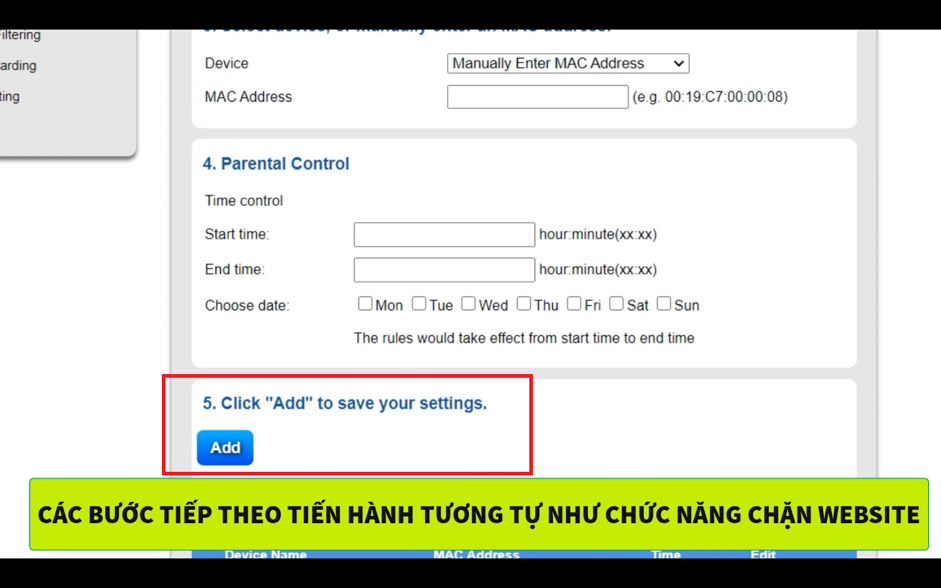 iltering
arding
ting
Device
Manually Enter MAC Address
MAC Address
(e.g. 00:19:C7:00:00:08)
4. Parental Control
Time control
Start time:
hour:minute(xx:xx)
End time:
hour:minute(xx:xx)
Choose date:
Mon Tue Wed Thu Fri Sat Sun
The rules would take effect from start time to end time
5. Click "Add" to save your settings.
Add
CÁC BƯỚC TIẾP THEO TIẾN HÀNH TƯƠNG TỰ NHƯ CHỨC NĂNG CHẶN WEBSITE
Device Name MAC Address Time Edit